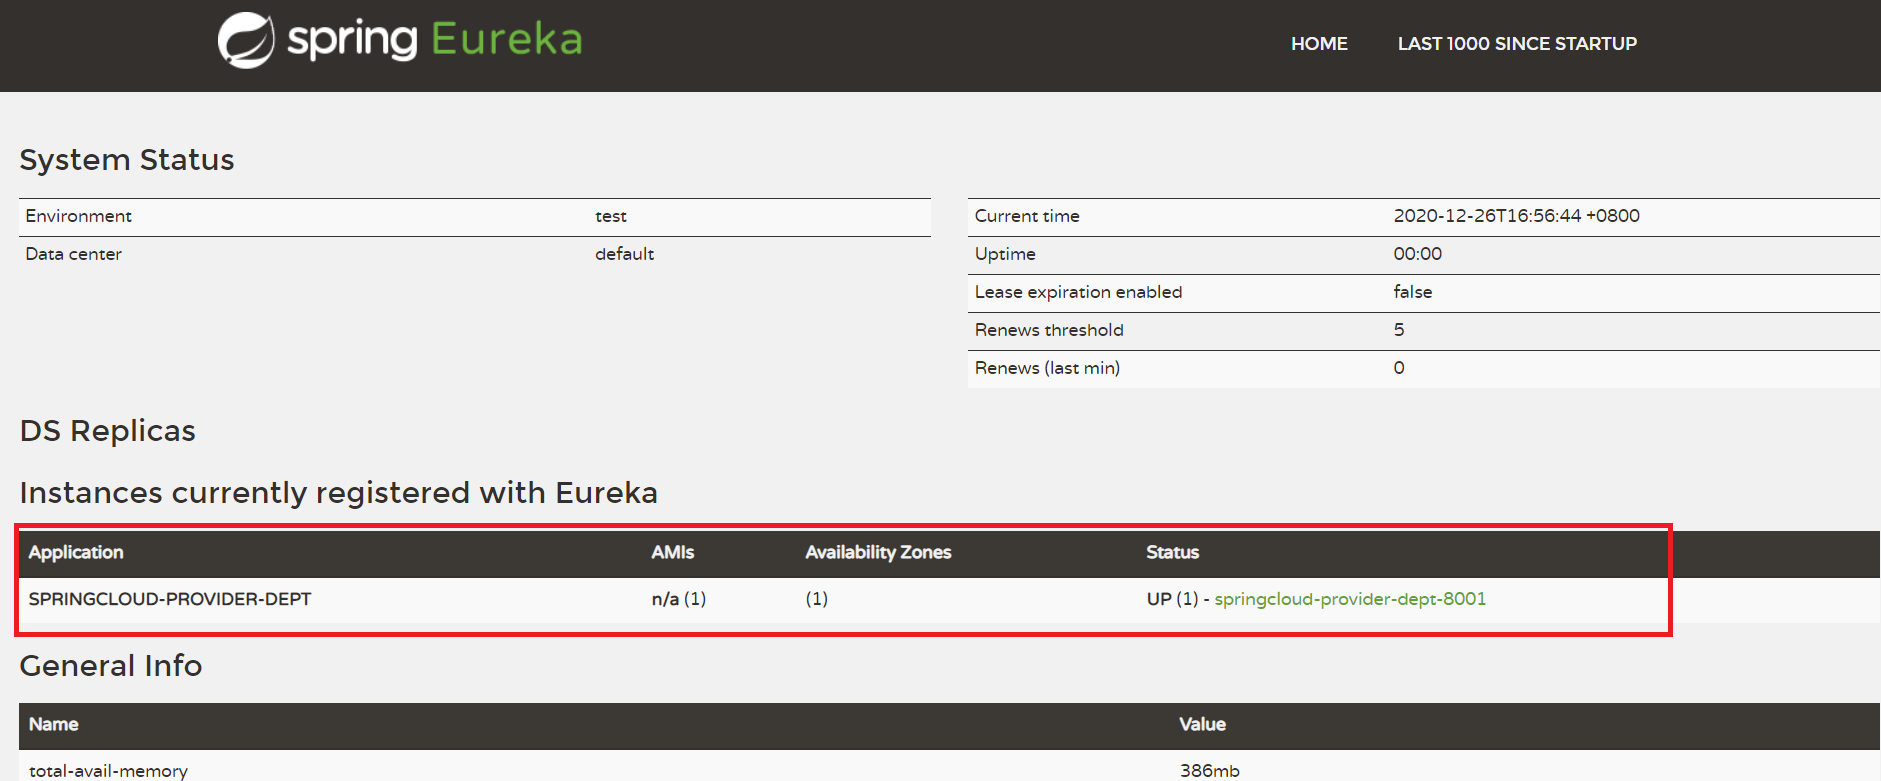 spring Eureka HOME LAST 1000 SINCE STARTUP
System Status
Environment test Current time 2020-12-26T16:56:44 +0800
Data center default Uptime 00:00
Lease expiration enabled false
Renews threshold 5
Renews (last min) 0
DS Replicas
Instances currently registered with Eureka
Application AMIs Availability Zones Status
SPRINGCLOUD-PROVIDER-DEPT n/a (1) (1) UP (1) - springcloud-provider-dept-8001
General Info
Name Value
total-avail-memory 386mb